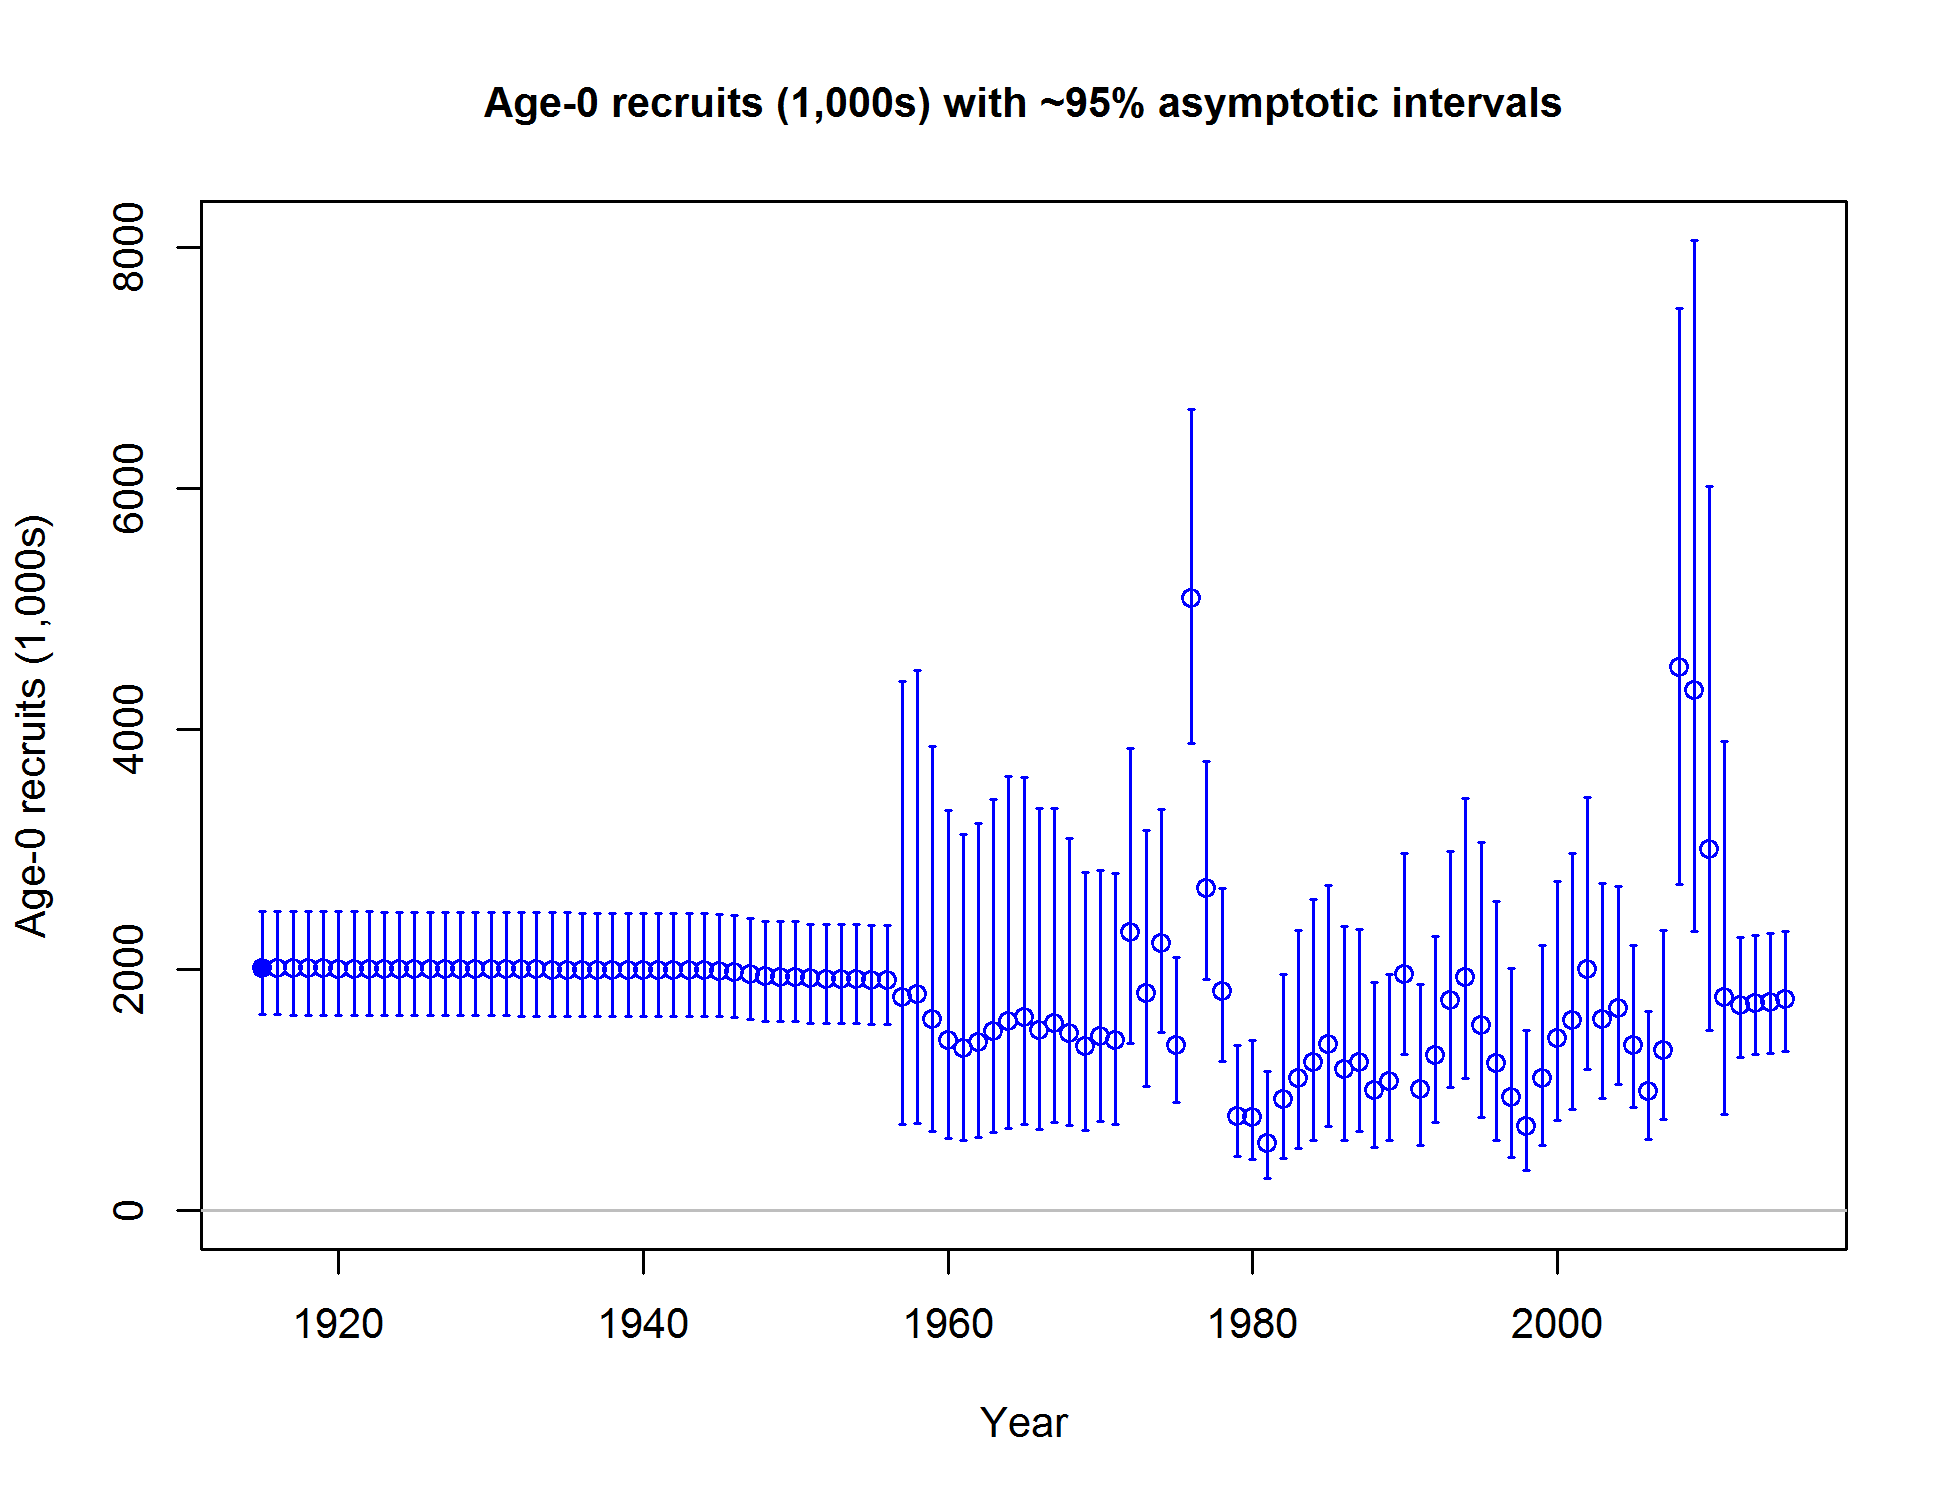 Age-0 recruits (1,000s) with ~95% asymptotic intervals
Age-0 recruits (1,000s)
8000
6000
4000
2000
0
1920 1940 1960 1980 2000
Year